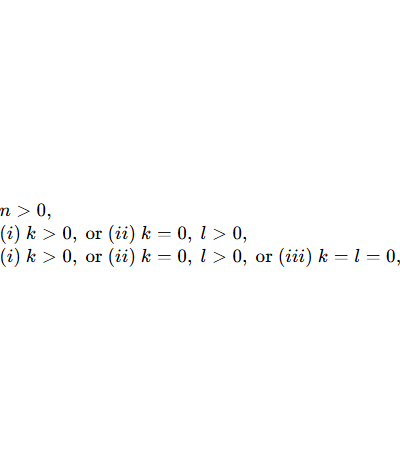 n > 0,
(i) k > 0, or (ii) k = 0, l > 0,
(i) k > 0, or (ii) k = 0, l > 0, or (iii) k = l = 0,